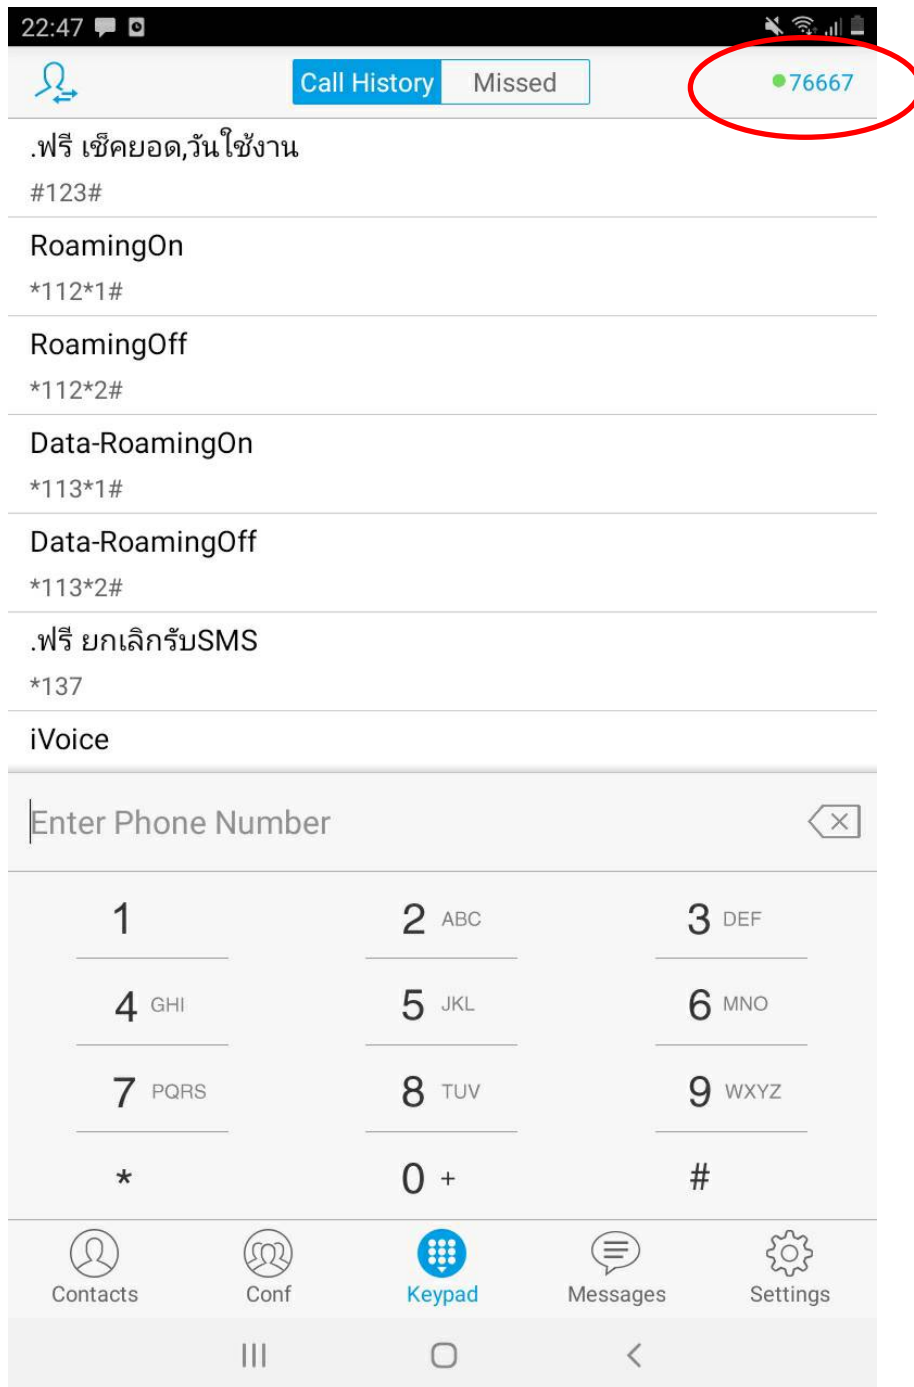 22:47
Call History Missed 76667
.ฟรี เช็คยอด,วันใช้งาน
#123#
RoamingOn
*112*1#
RoamingOff
*112*2#
Data-RoamingOn
*113*1#
Data-RoamingOff
*113*2#
.ฟรี ยกเลิกรับSMS
*137
iVoice
Enter Phone Number
1 2 ABC 3 DEF
4 GHI 5 JKL 6 MNO
7 PQRS 8 TUV 9 WXYZ
* 0 + #
Contacts Conf Keypad Messages Settings